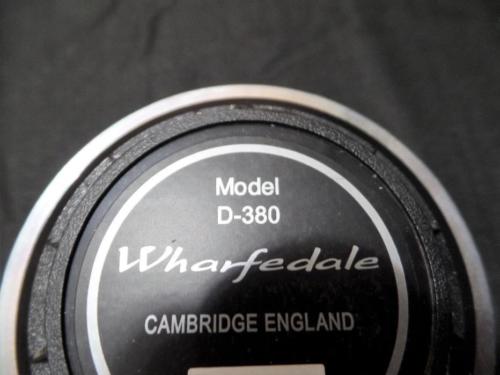 Model
D-380
Wharfedale
CAMBRIDGE ENGLAND